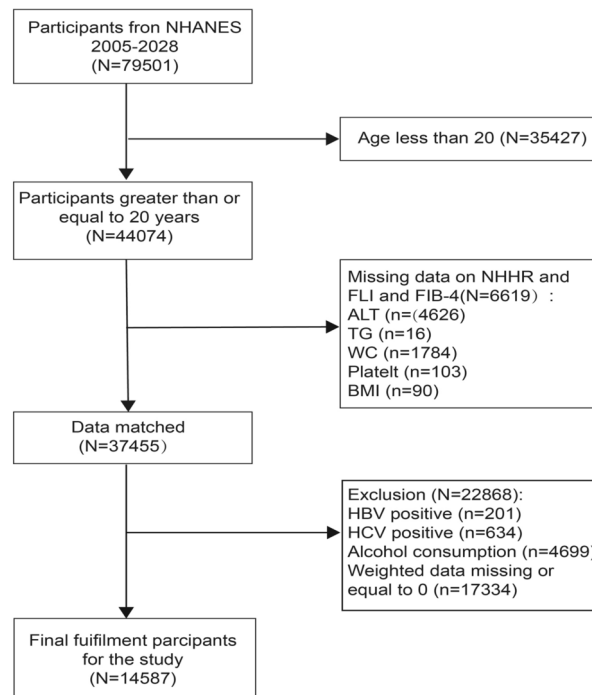 Participants fron NHANES
2005-2028
(N=79501)
Age less than 20 (N=35427)
Participants greater than or
equal to 20 years
(N=44074)
Missing data on NHHR and
FLI and FIB-4(N=6619) :
ALT (n=(4626)
TG (n=16)
WC (n=1784)
Platelt (n=103)
BMI (n=90)
Data matched
(N=37455)
Exclusion (N=22868):
HBV positive (n=201)
HCV positive (n=634)
Alcohol consumption (n=4699)
Weighted data missing or
equal to 0 (n=17334)
Final fuifilment parcipants
for the study
(N=14587)